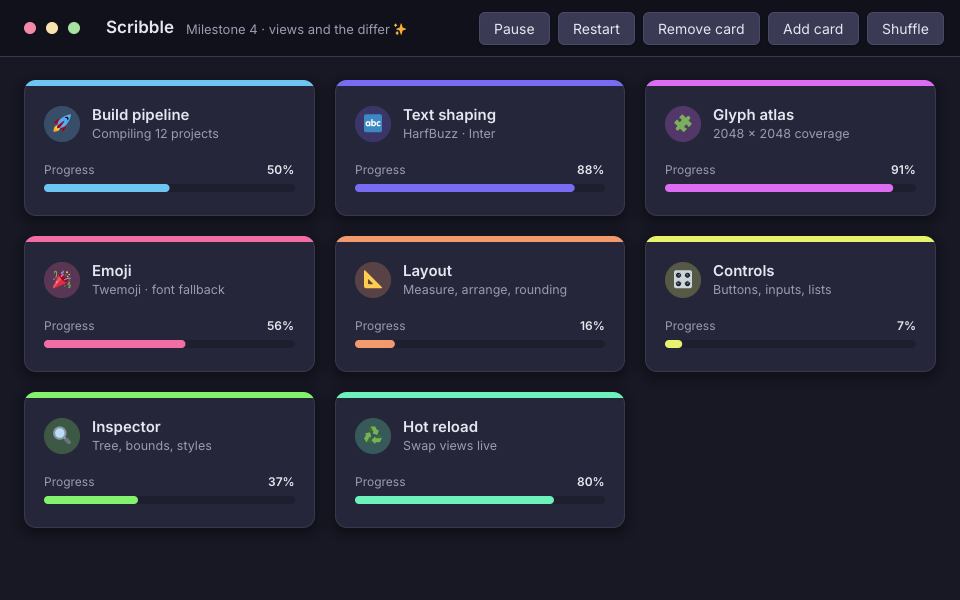 Scribble
Milestone 4 · views and the differ ✨
Pause
Restart
Remove card
Add card
Shuffle
Build pipeline
Compiling 12 projects
Progress 50%
Text shaping
HarfBuzz · Inter
Progress 88%
Glyph atlas
2048 × 2048 coverage
Progress 91%
Emoji
Twemoji · font fallback
Progress 56%
Layout
Measure, arrange, rounding
Progress 16%
Controls
Buttons, inputs, lists
Progress 7%
Inspector
Tree, bounds, styles
Progress 37%
Hot reload
Swap views live
Progress 80%